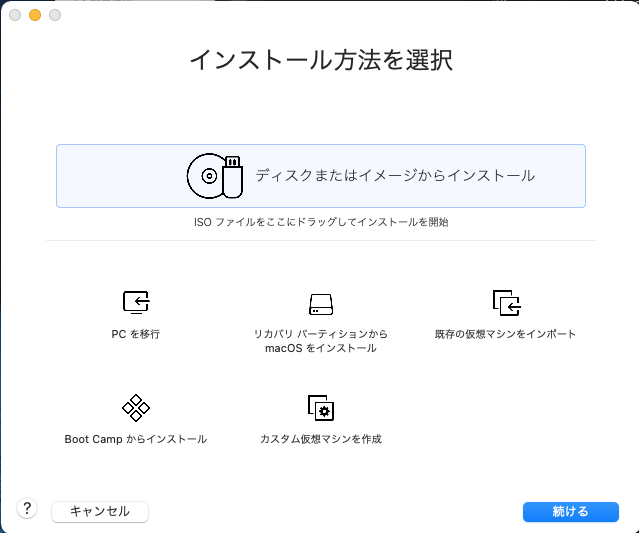 インストール方法を選択
ディスクまたはイメージからインストール
ISO ファイルをここにドラッグしてインストールを開始
PC を移行
リカバリ パーティションから
macOS をインストール
既存の仮想マシンをインポート
Boot Camp からインストール
カスタム仮想マシンを作成
?
キャンセル
続ける